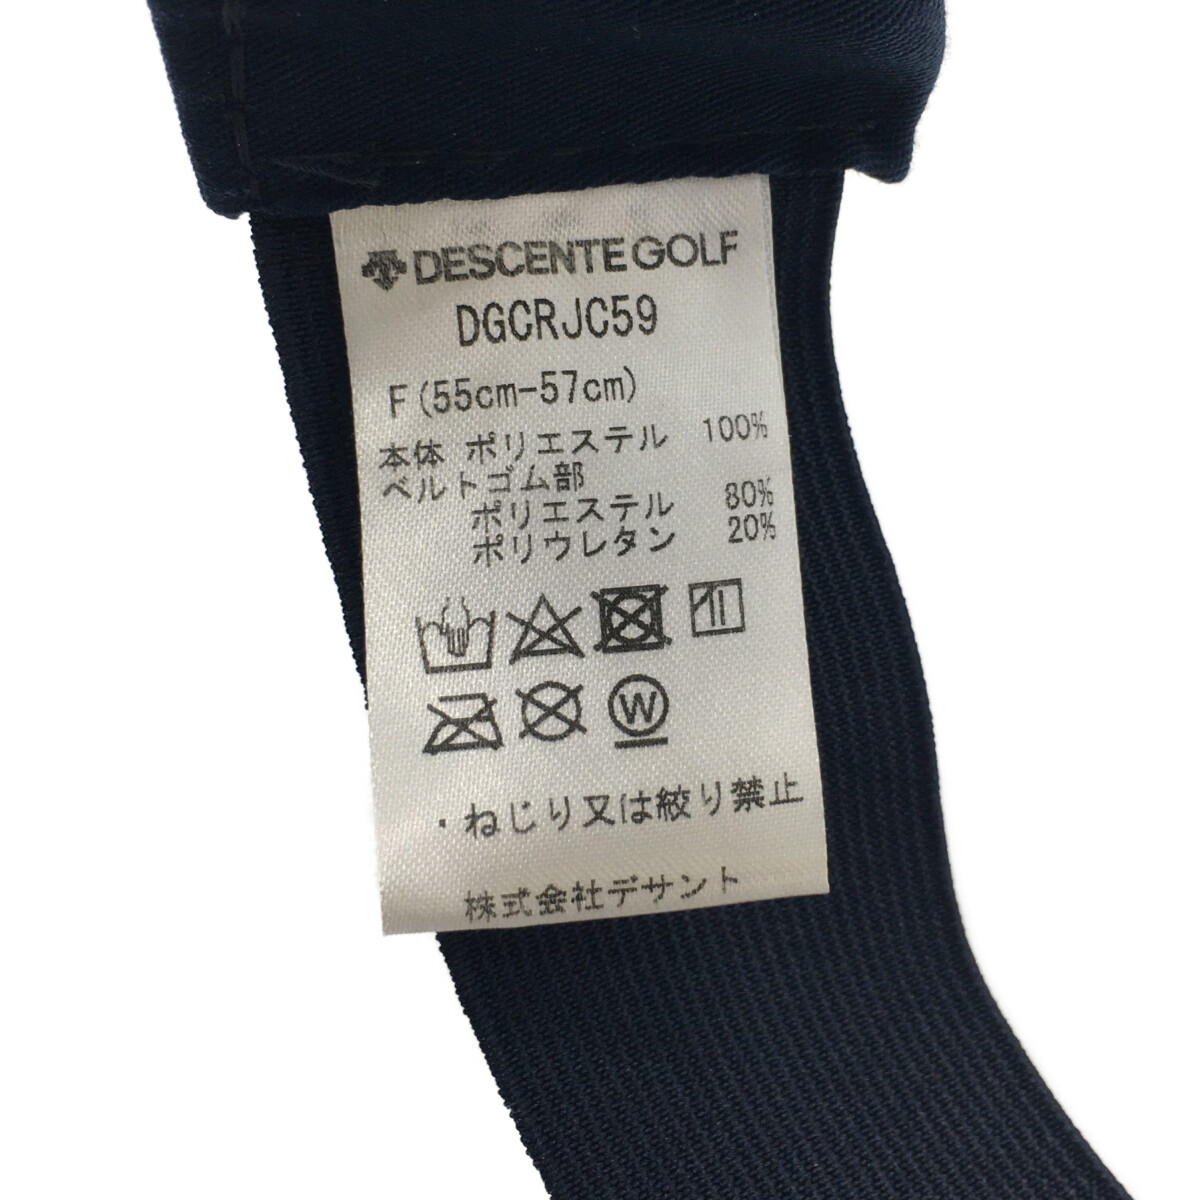 DESCENTE GOLF
DGCRJC59
F(55cm-57cm)
本体 ポリエステル 100%
ベルトゴム部
ポリエステル 80%
ポリウレタン 20%
W
・ねじり又は絞り禁止
株式会社デサント